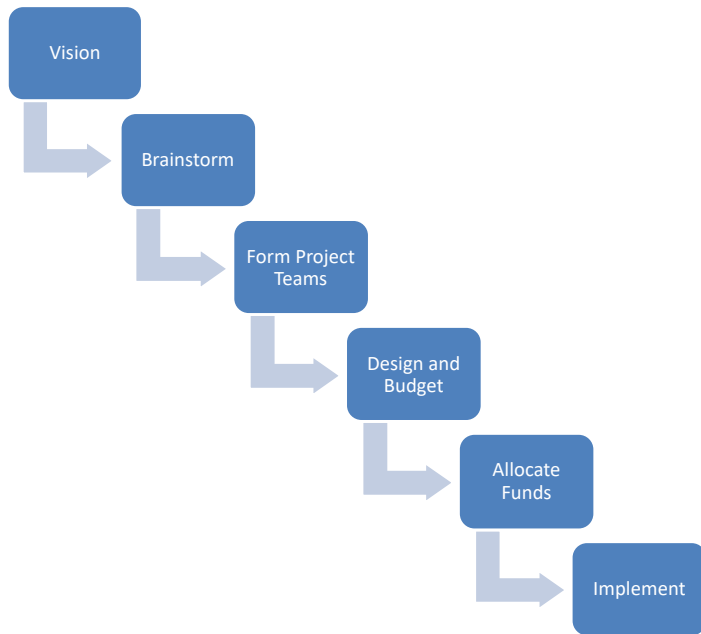 Vision
Brainstorm
Form Project
Teams
Design and
Budget
Allocate
Funds
Implement